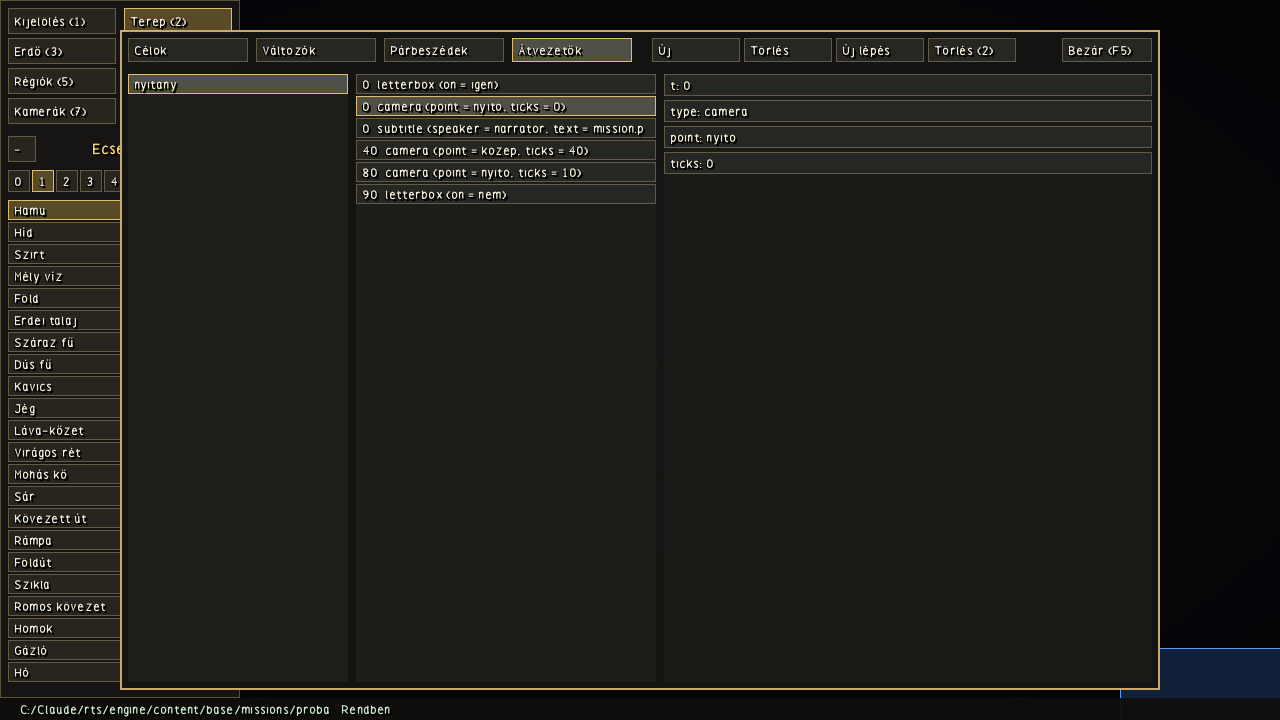 Kijelölés (1)
Terep (2)
Erdő (3)
Régiók (5)
Kamerák (7)
-
Ecse
0 1 2 3 4
Hamu
Híd
Szirt
Mély víz
Föld
Erdei talaj
Száraz fű
Dús fű
Kavics
Jég
Láva-kőzet
Virágos rét
Mohás kő
Sár
Kövezett út
Rámpa
Földút
Szikla
Romos kövezet
Homok
Gázló
Hó
Célok
Változók
Párbeszédek
Átvezetők
Új
Törlés
Új lépés
Törlés (2)
Bezár (F5)
nyitany
0 letterbox (on = igen)
0 camera (point = nyito, ticks = 0)
0 subtitle (speaker = narrator, text = mission.p
40 camera (point = kozep, ticks = 40)
80 camera (point = nyito, ticks = 10)
90 letterbox (on = nem)
t: 0
type: camera
point: nyito
ticks: 0
C:/Claude/rts/engine/content/base/missions/proba Rendben